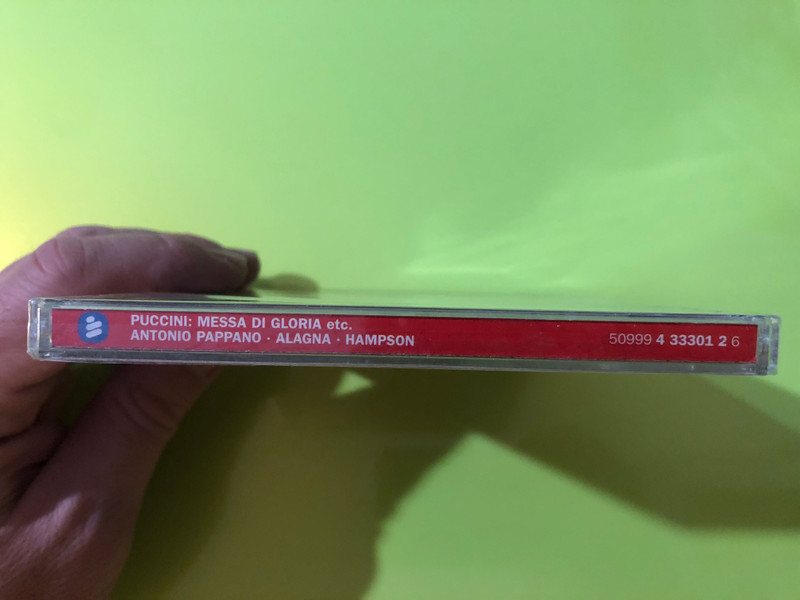 PUCCINI: MESSA DI GLORIA etc.
ANTONIO PAPPANO · ALAGNA · HAMPSON
50999 4 33301 2 6